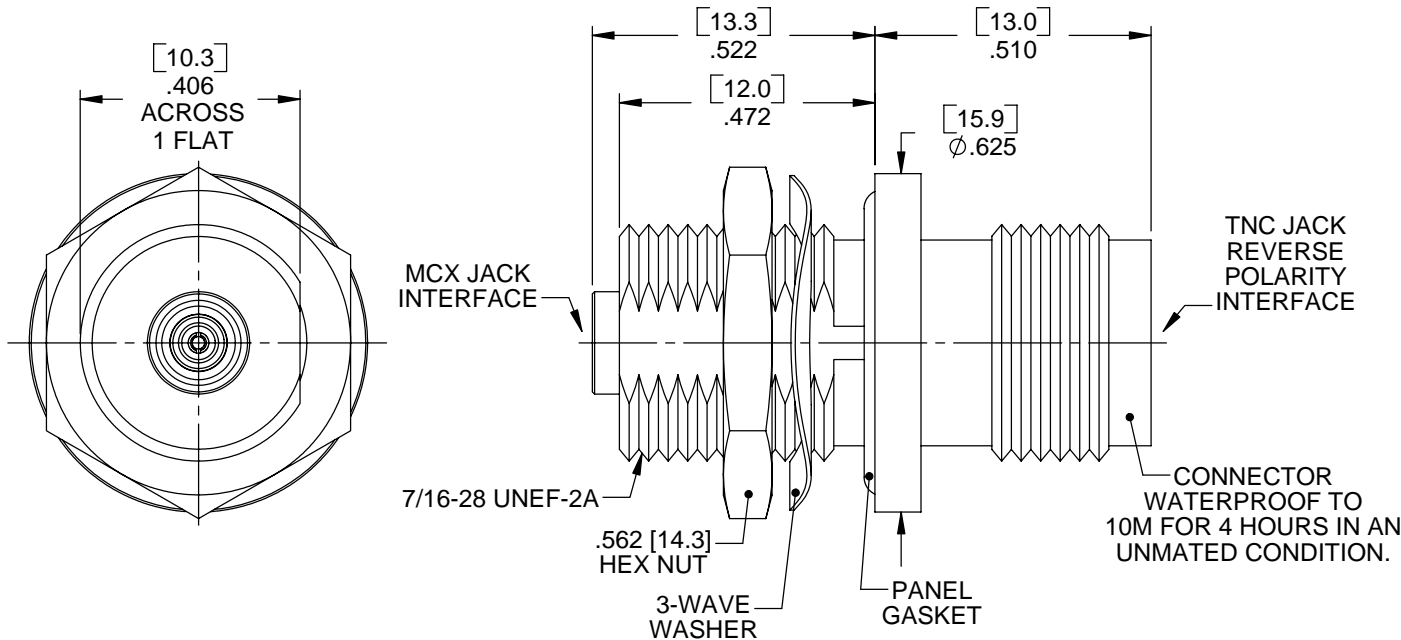 [10.3]
.406
ACROSS
1 FLAT
[13.3]
.522
[13.0]
.510
[12.0]
.472
[15.9]
∅.625
MCX JACK
INTERFACE
TNC JACK
REVERSE
POLARITY
INTERFACE
7/16-28 UNEF-2A
.562 [14.3]
HEX NUT
3-WAVE
WASHER
PANEL
GASKET
CONNECTOR
WATERPROOF TO
10M FOR 4 HOURS IN AN
UNMATED CONDITION.